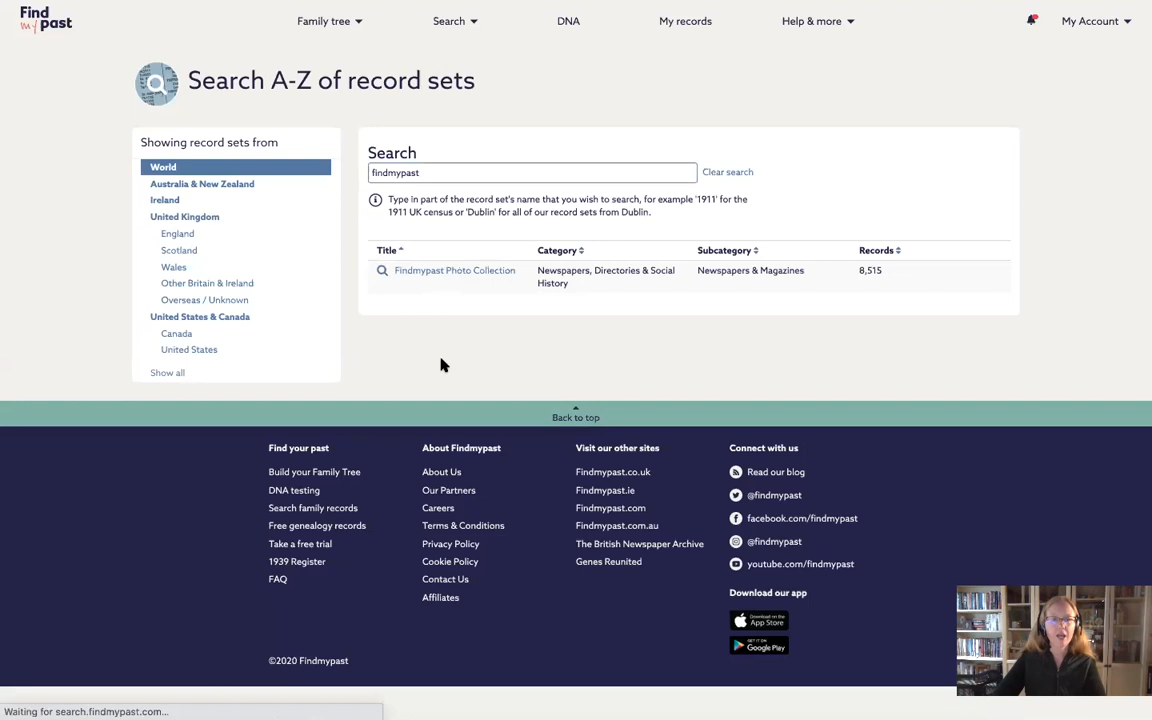 Find my past
Family tree
Search
DNA
My records
Help & more
My Account
Search A-Z of record sets
Showing record sets from
World
Australia & New Zealand
Ireland
United Kingdom
England
Scotland
Wales
Other Britain & Ireland
Overseas / Unknown
United States & Canada
Canada
United States
Show all
Search
findmypast
Clear search
Type in part of the record set's name that you wish to search, for example '1911' for the
1911 UK census or 'Dublin' for all of our record sets from Dublin.
Title Category Subcategory Records
Findmypast Photo Collection Newspapers, Directories & Social Newspapers & Magazines 8,515
History
Back to top
Find your past
Build your Family Tree
DNA testing
Search family records
Free genealogy records
Take a free trial
1939 Register
FAQ
About Findmypast
About Us
Our Partners
Careers
Terms & Conditions
Privacy Policy
Cookie Policy
Contact Us
Affiliates
Visit our other sites
Findmypast.co.uk
Findmypast.ie
Findmypast.com
Findmypast.com.au
The British Newspaper Archive
Genes Reunited
Connect with us
Read our blog
@findmypast
facebook.com/findmypast
@findmypast
youtube.com/findmypast
Download our app
Download on the
App Store
GET IT ON
Google Play
©2020 Findmypast
Waiting for search.findmypast.com...